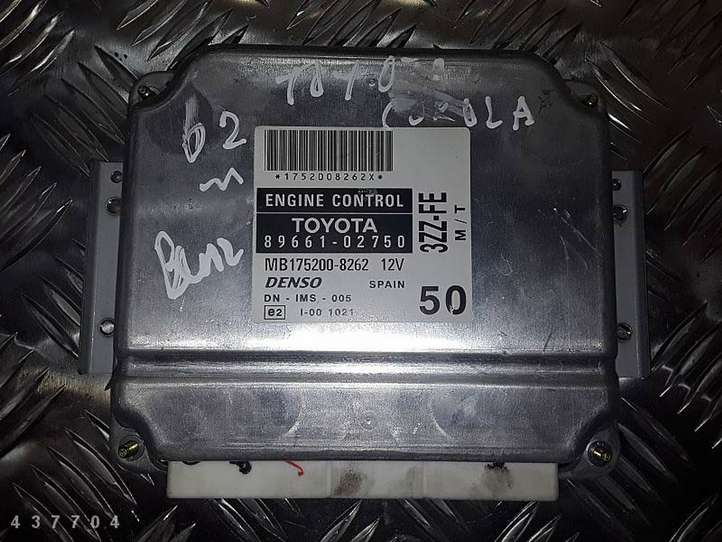 TOYOTA
COROLA
02
m
Benz
*1752008262X*
ENGINE CONTROL
TOYOTA
89661-02750
MB175200-8262 12V
DENSO SPAIN
DN - IMS - 005
e2 I-00 1021
3ZZ-FE
M/T
50
437704